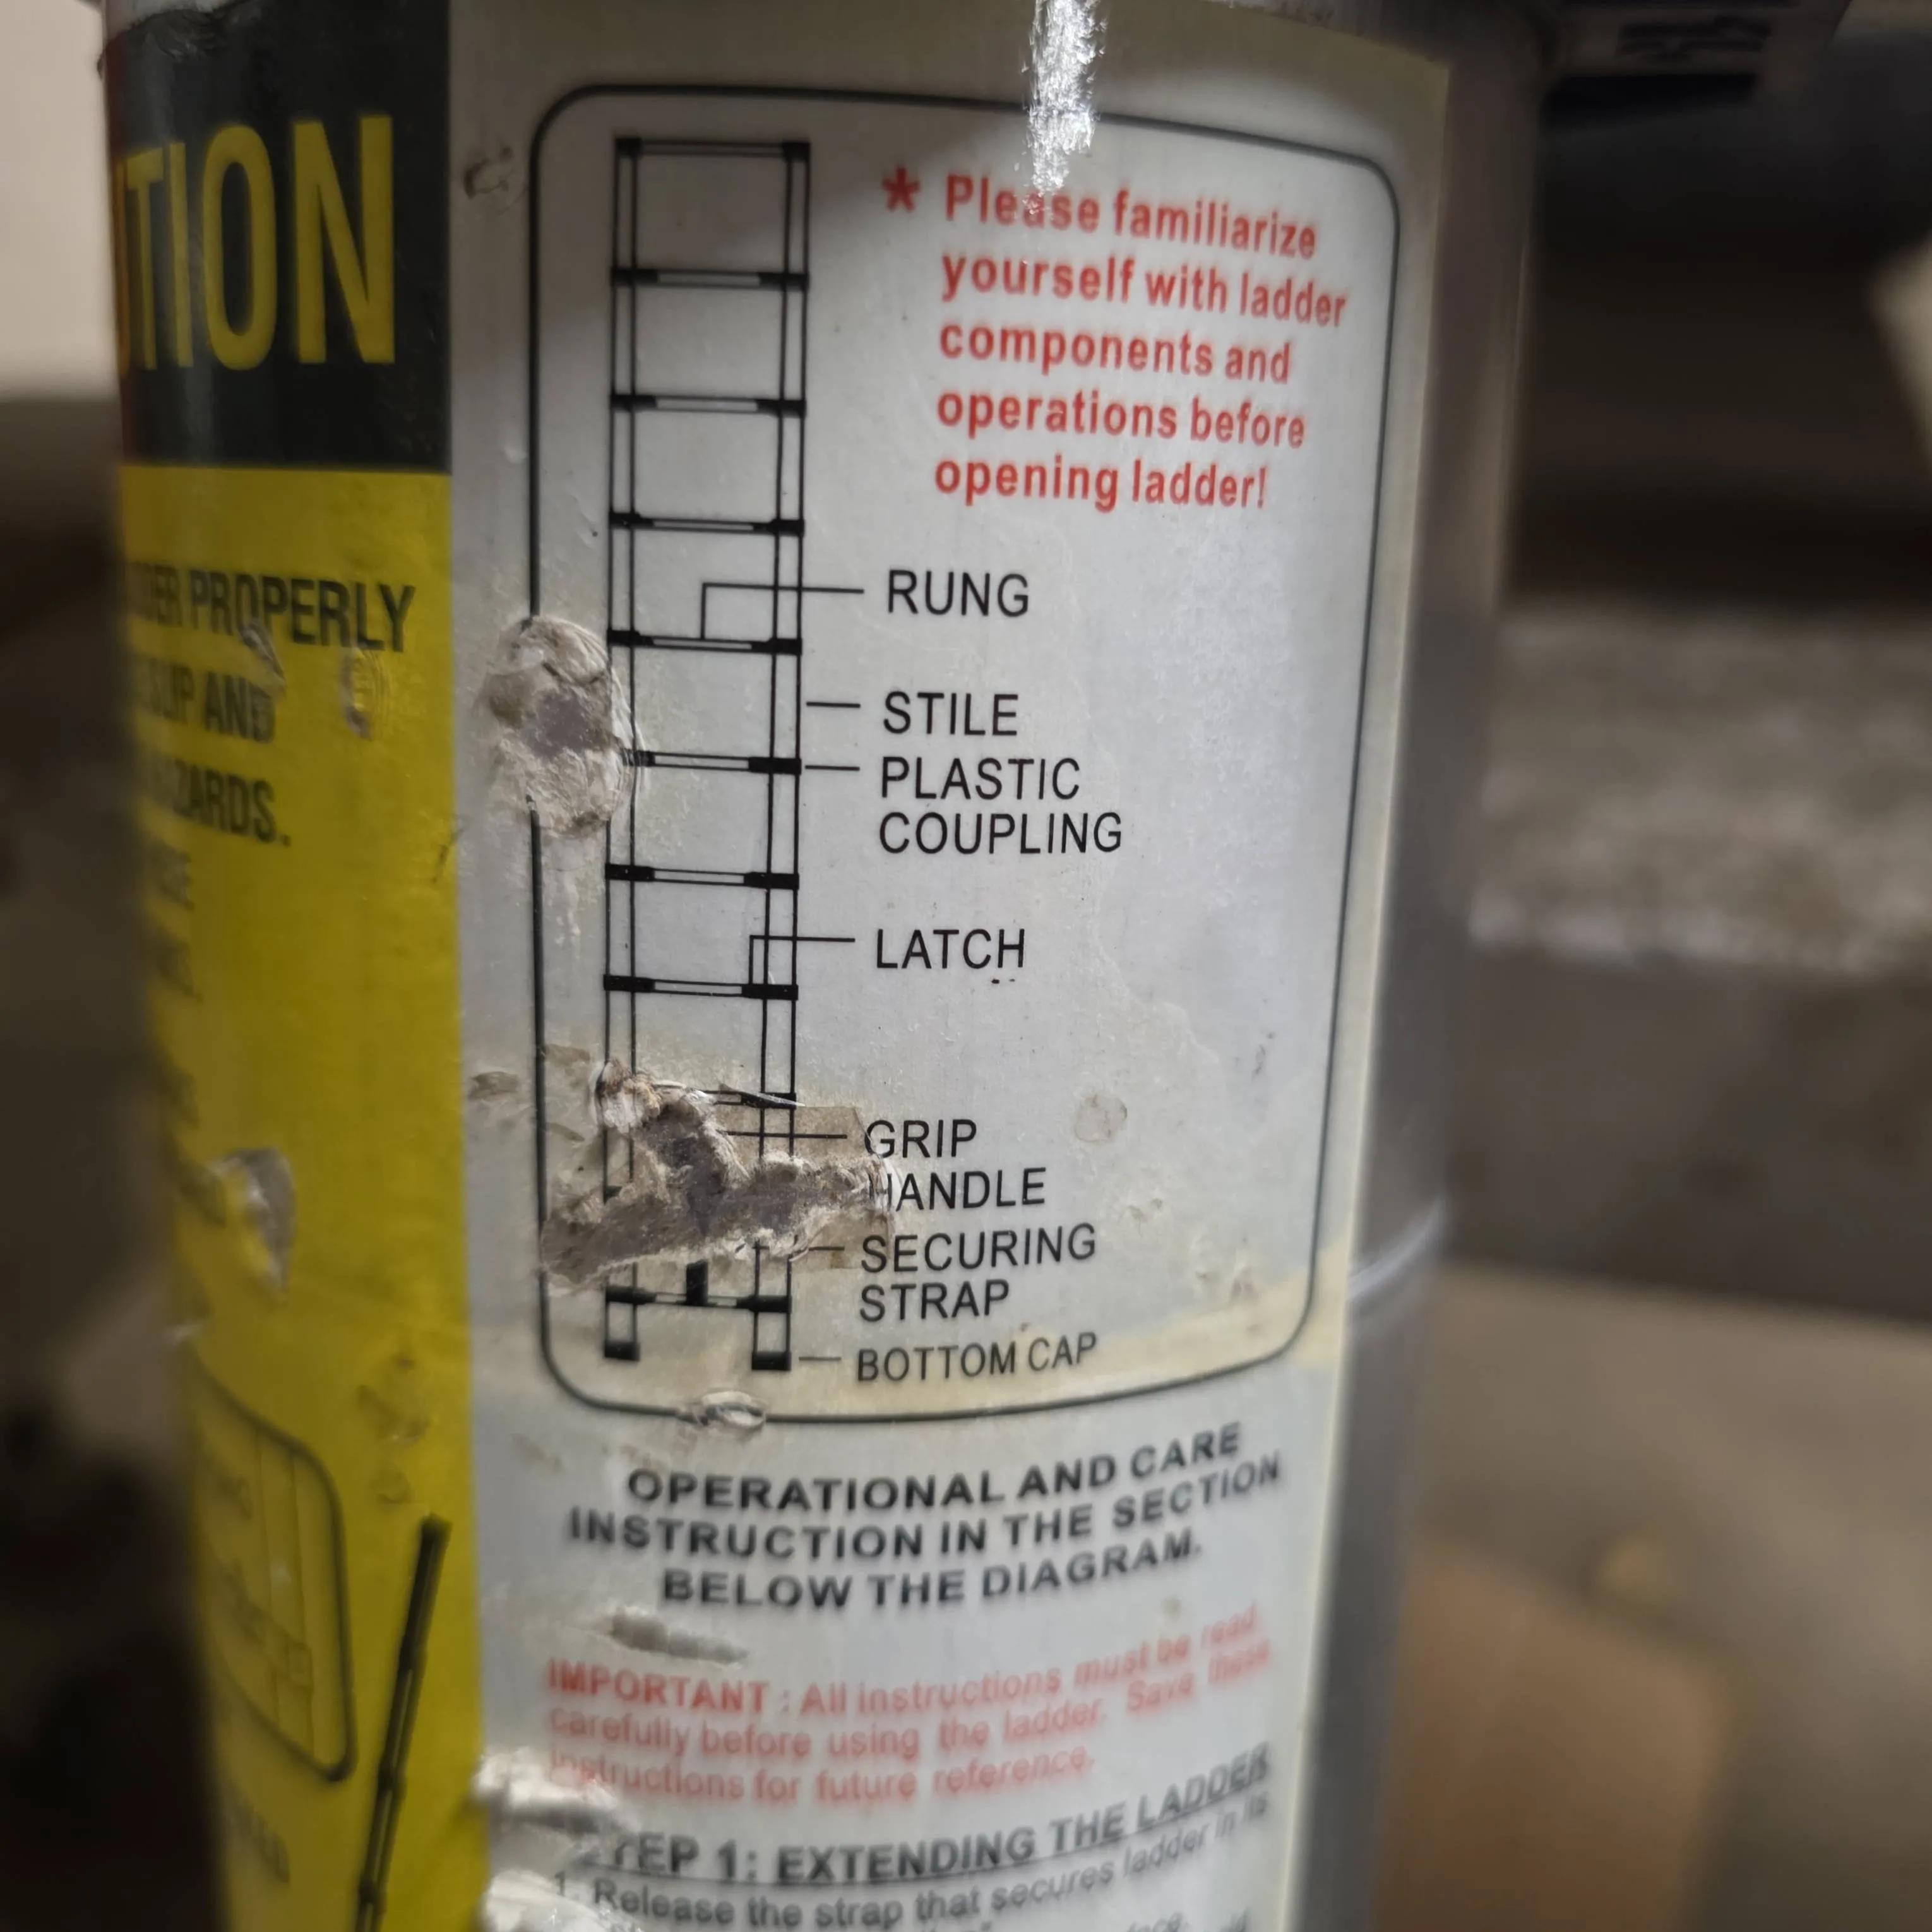 TION
PROPERLY
SLIP AND
HAZARDS.
* Please familiarize
yourself with ladder
components and
operations before
opening ladder!
RUNG
STILE
PLASTIC
COUPLING
LATCH
GRIP
HANDLE
SECURING
STRAP
BOTTOM CAP
OPERATIONAL AND CARE
INSTRUCTION IN THE SECTION
BELOW THE DIAGRAM.
IMPORTANT : All instructions must be read
carefully before using the ladder. Save these
instructions for future reference.
STEP 1: EXTENDING THE LADDER
1. Release the strap that secures ladder in its